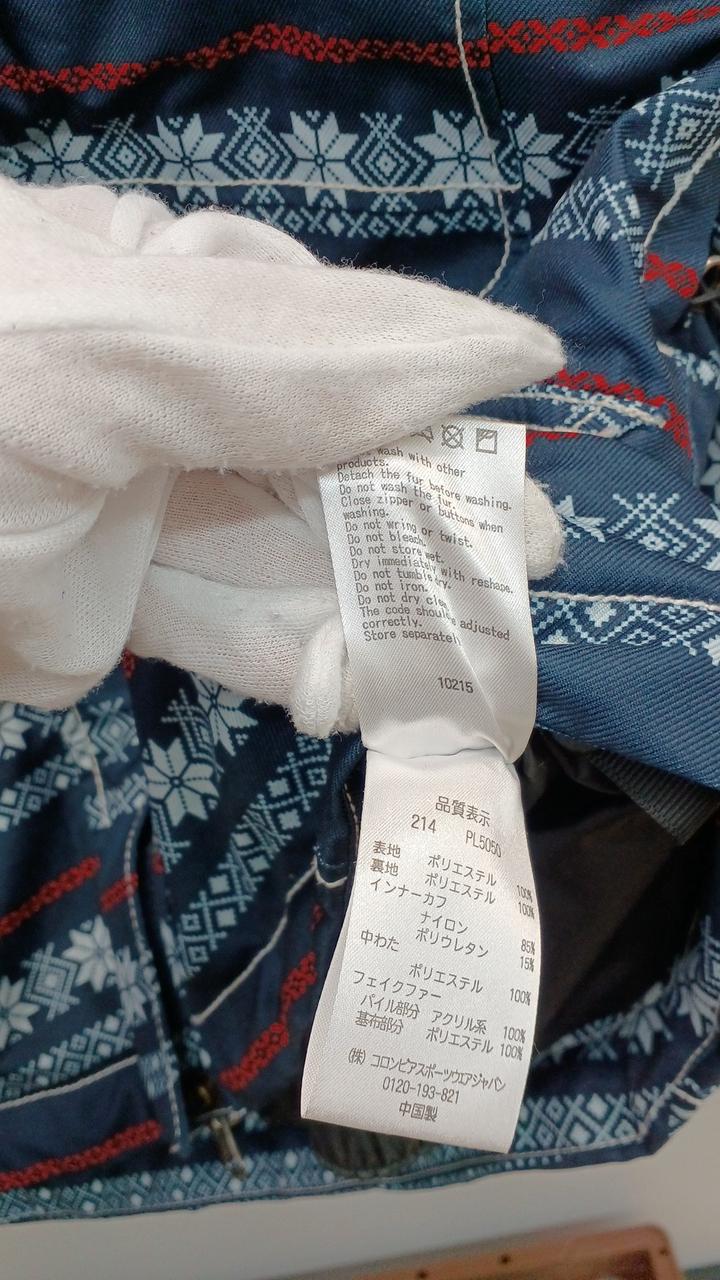 wash with other
products.
Detach the fur before washing.
Do not wash the fur.
Close zipper or buttons when
washing.
Do not wring or twist.
Do not bleach.
Do not store wet.
Dry immediately with reshape.
Do not tumble dry.
Do not iron.
Do not dry
The code should adjusted
correctly.
Store separately
10215
品質表示
214 PL5050
表地 ポリエステル 100%
裏地 ポリエステル 100%
インナーカフ
ナイロン 85%
ポリウレタン 15%
中わた
ポリエステル 100%
フェイクファー
パイル部分 アクリル系 100%
基布部分 ポリエステル 100%
(株) コロンビアスポーツウエアジャパン
0120-193-821
中国製